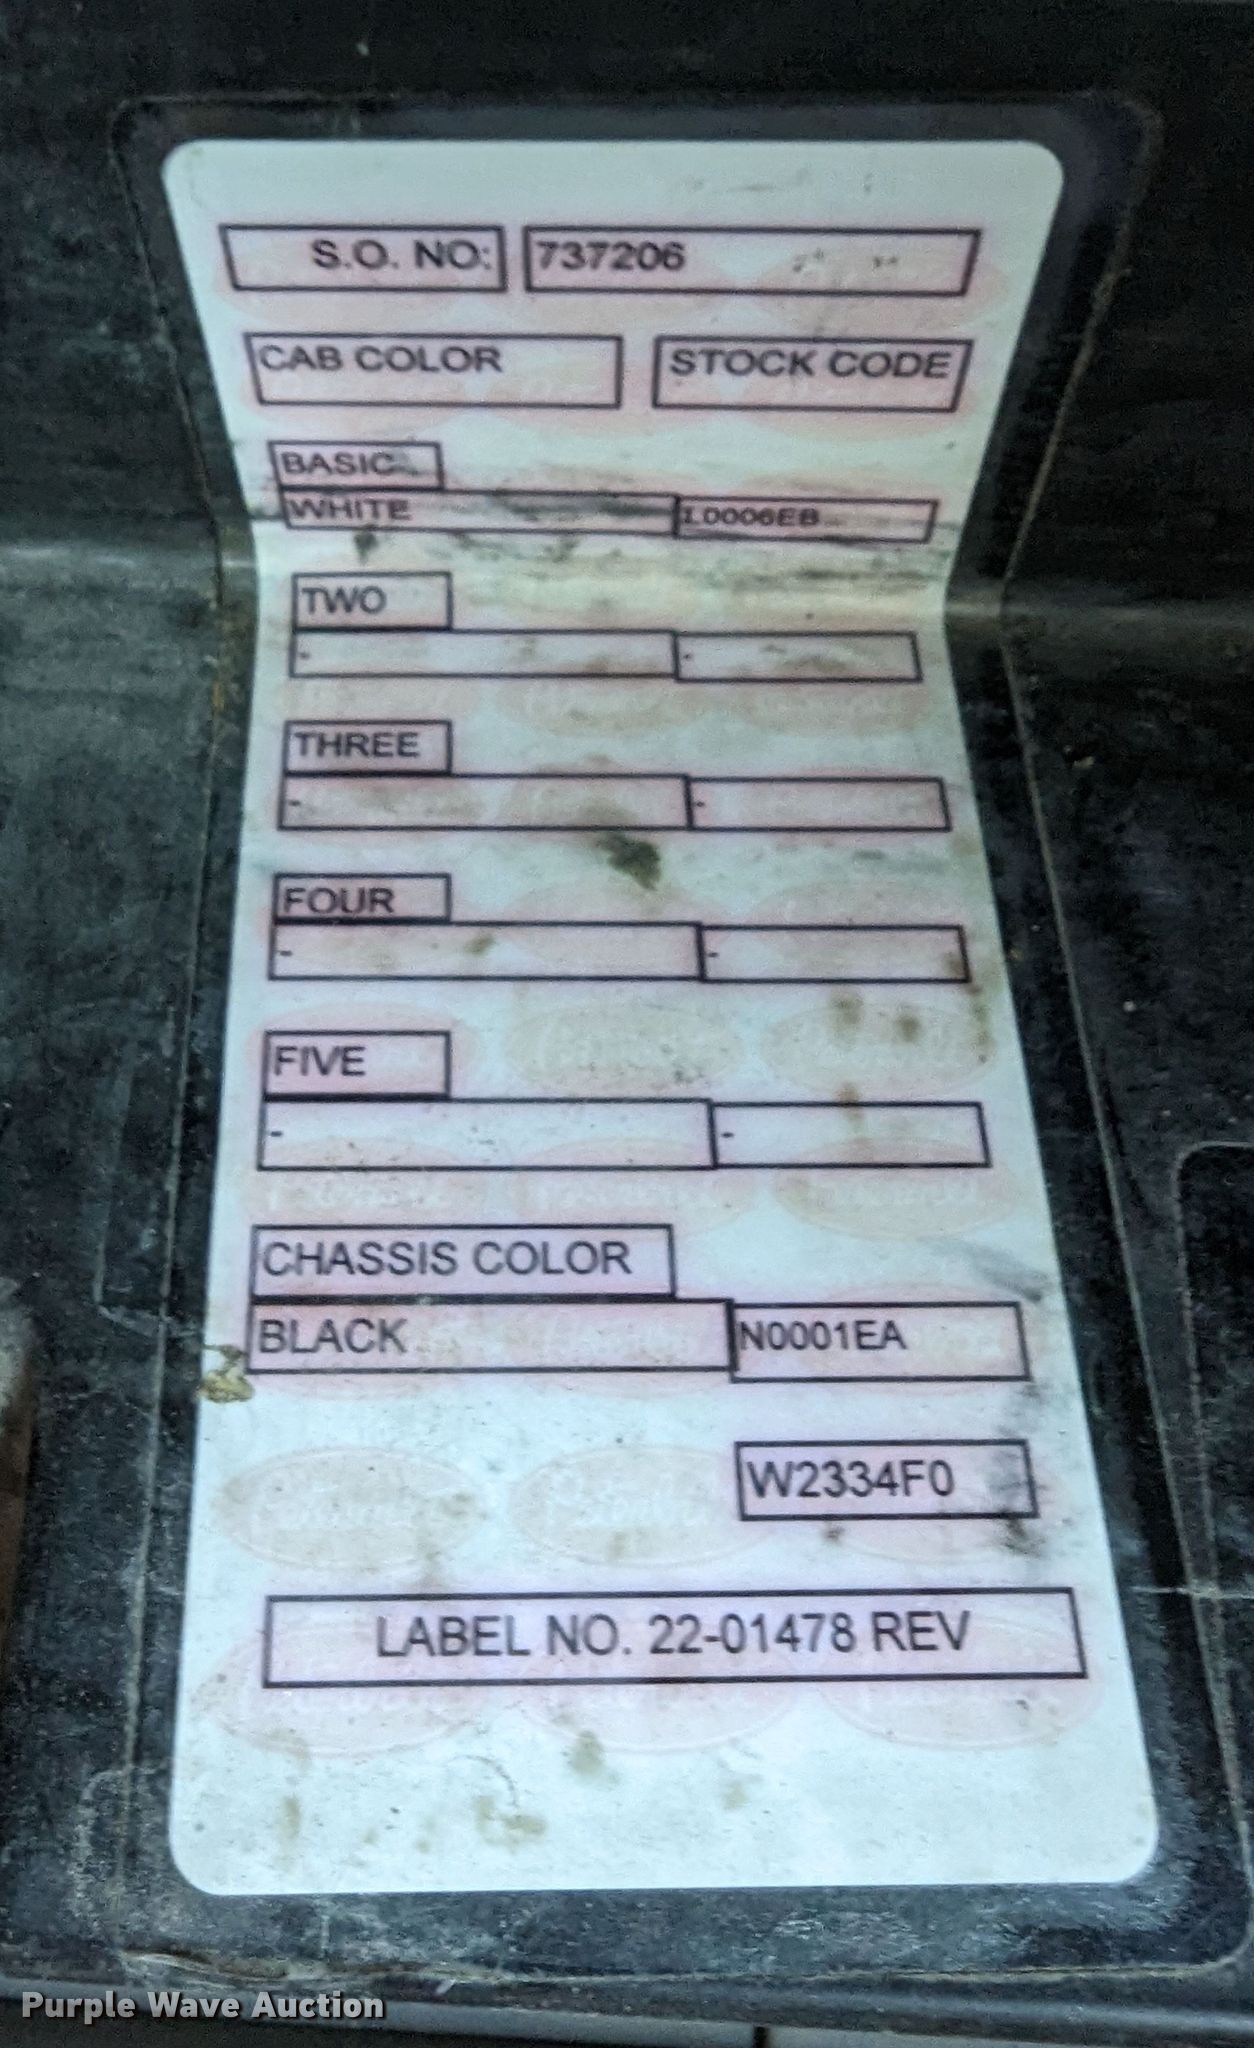 S.O. NO: 737206
CAB COLOR STOCK CODE
BASIC
WHITE L0006EB
TWO
- -
THREE
- -
FOUR
- -
FIVE
- -
CHASSIS COLOR
BLACK N0001EA
W2334F0
LABEL NO. 22-01478 REV
Purple Wave Auction